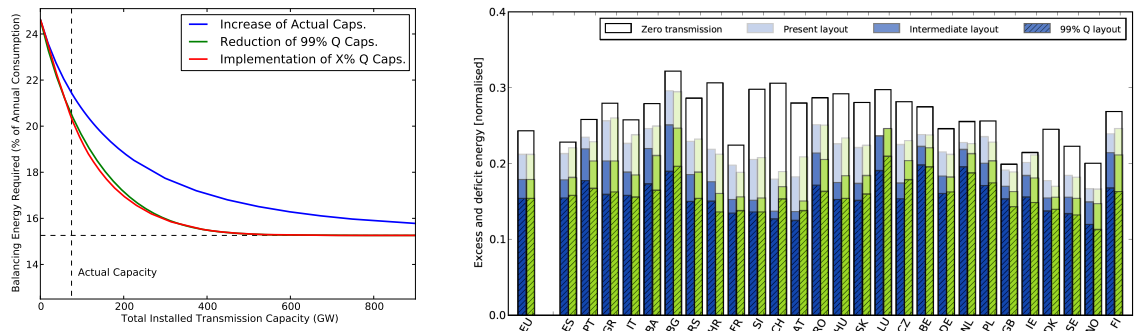 Balancing Energy Required (% of Annual Consumption)
24
22
20
18
16
14
Increase of Actual Caps.
Reduction of 99% Q Caps.
Implementation of X% Q Caps.
Actual Capacity
0
200
400
600
800
Total Installed Transmission Capacity (GW)
Excess and deficit energy [normalised]
0.4
0.3
0.2
0.1
0.0
Zero transmission
Present layout
Intermediate layout
99% Q layout
EU
ES
PT
GR
IT
BA
BG
RS
HR
FR
SI
CH
AT
RO
HU
SK
LU
CZ
BE
DE
NL
PL
GB
IE
DK
SE
NO
FI